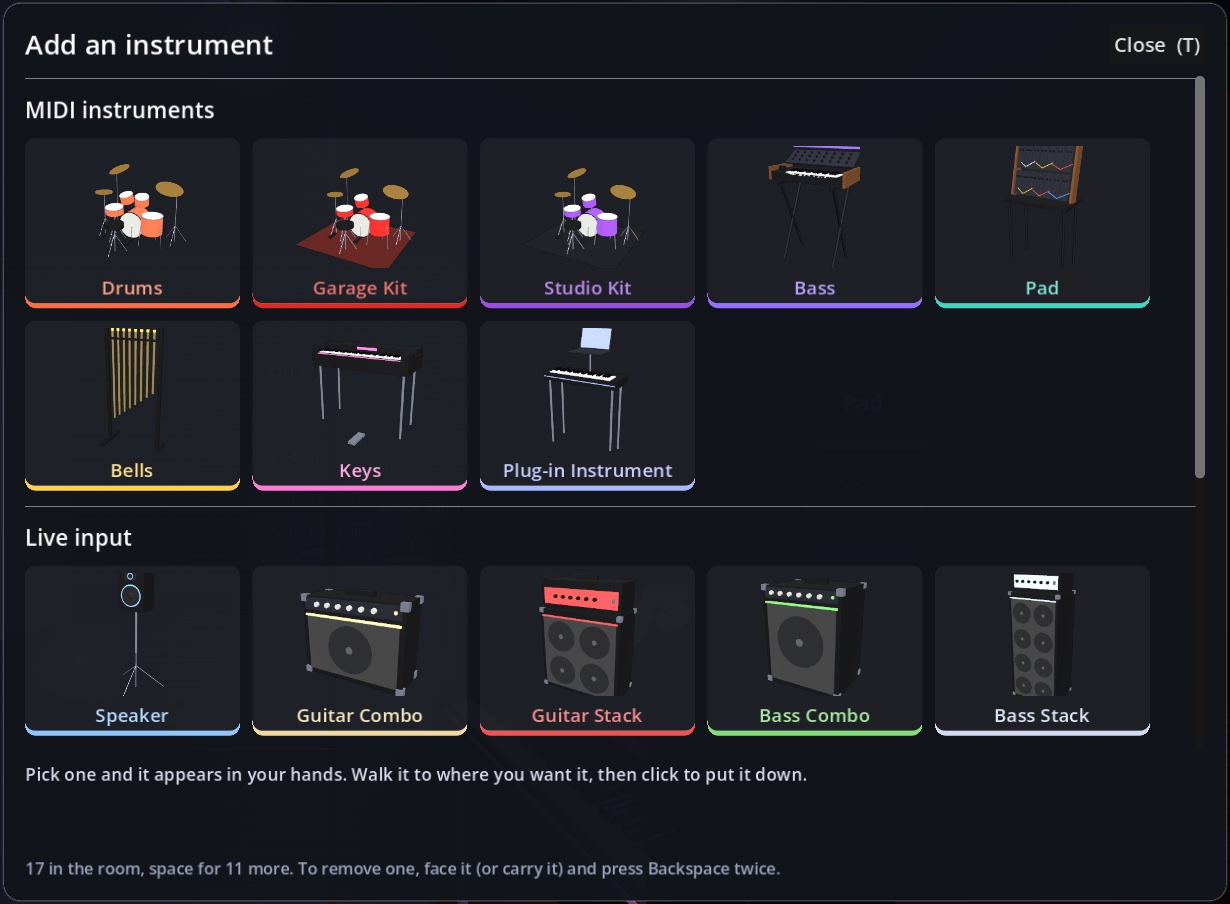 Add an instrument
Close (T)
MIDI instruments
Drums
Garage Kit
Studio Kit
Bass
Pad
Bells
Keys
Plug-in Instrument
Live input
Speaker
Guitar Combo
Guitar Stack
Bass Combo
Bass Stack
Pick one and it appears in your hands. Walk it to where you want it, then click to put it down.
17 in the room, space for 11 more. To remove one, face it (or carry it) and press Backspace twice.